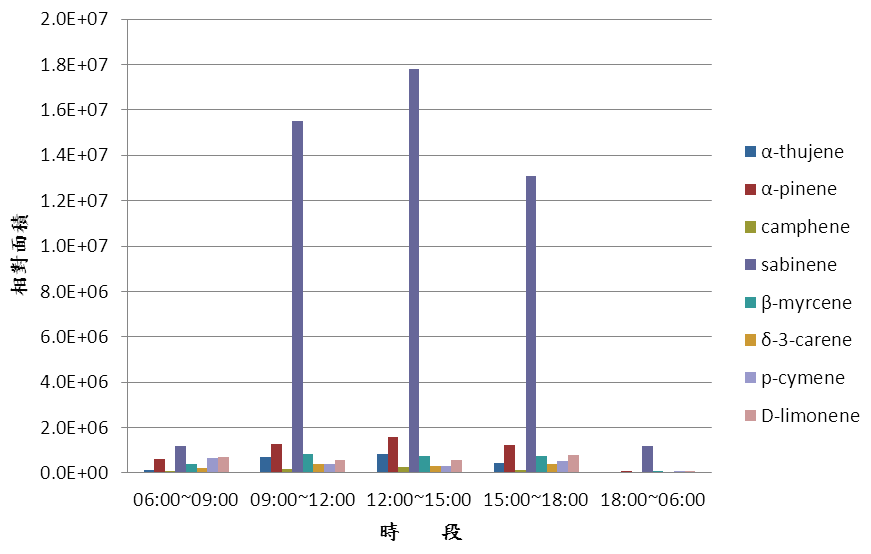 2.0E+07
1.8E+07
1.6E+07
1.4E+07
1.2E+07
1.0E+07
8.0E+06
6.0E+06
4.0E+06
2.0E+06
0.0E+00
相對面積
06:00~09:00 09:00~12:00 12:00~15:00 15:00~18:00 18:00~06:00
時 段
α-thujene
α-pinene
camphene
sabinene
β-myrcene
δ-3-carene
p-cymene
D-limonene